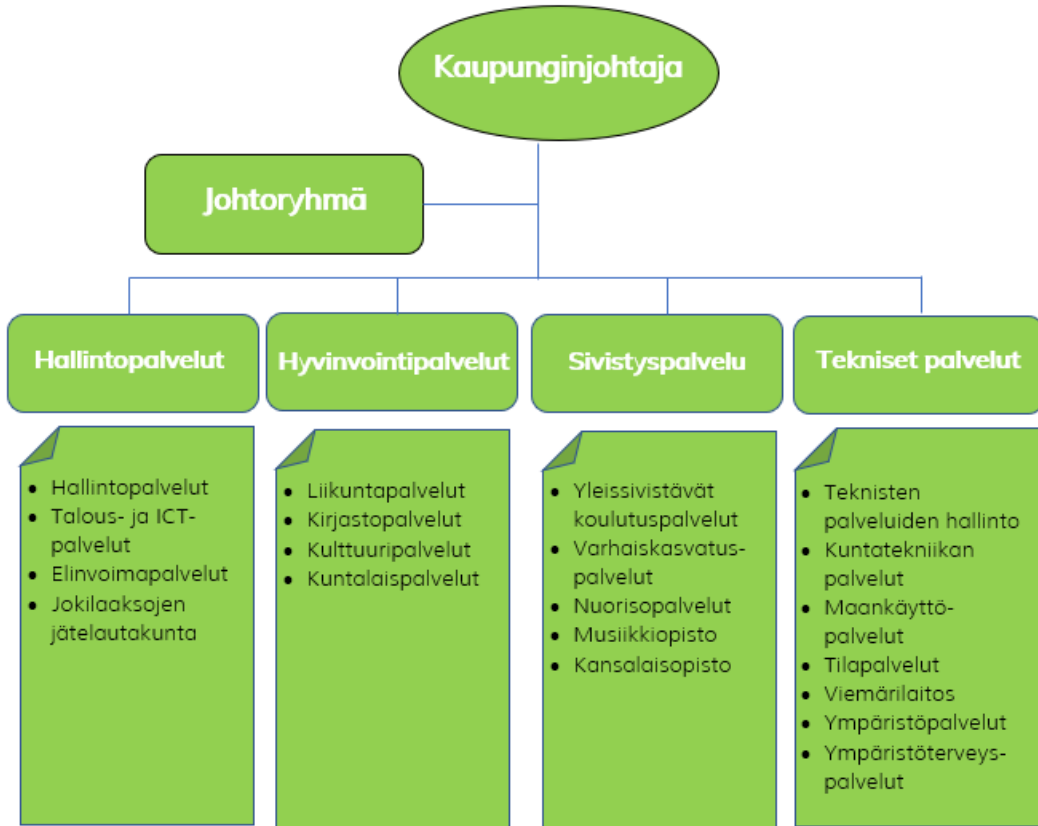 Kaupunginjohtaja
Johtoryhmä
Hallintopalvelut
• Hallintopalvelut
• Talous- ja ICT-
palvelut
• Elinvoimapalvelut
• Jokilaaksojen
jätelautakunta
Hyvinvointipalvelut
• Liikuntapalvelut
• Kirjastopalvelut
• Kulttuuripalvelut
• Kuntalaispalvelut
Sivistyspalvelu
• Yleissivistävät
koulutuspalvelut
• Varhaiskasvatus-
palvelut
• Nuorisopalvelut
• Musiikkiopisto
• Kansalaisopisto
Tekniset palvelut
• Teknisten
palveluiden hallinto
• Kuntatekniikan
palvelut
• Maankäyttö-
palvelut
• Tilapalvelut
• Viemärilaitos
• Ympäristöpalvelut
• Ympäristöterveys-
palvelut